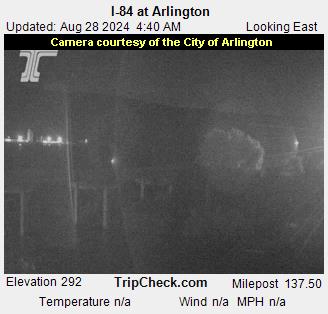 I-84 at Arlington
Updated: Aug 28 2024 4:40 AM Looking East
Camera courtesy of the City of Arlington
Elevation 292 TripCheck.com Milepost 137.50
Temperature n/a Wind n/a MPH n/a